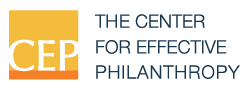 CEP
THE CENTER
FOR EFFECTIVE
PHILANTHROPY